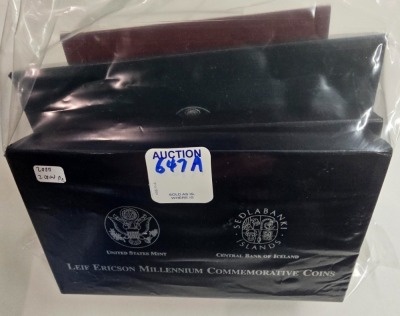 AUCTION
647A
SEÐLABANKI
ÍSLANDS
UNITED STATES MINT
CENTRAL BANK OF ICELAND
LEIF ERICSON MILLENNIUM COMMEMORATIVE COINS